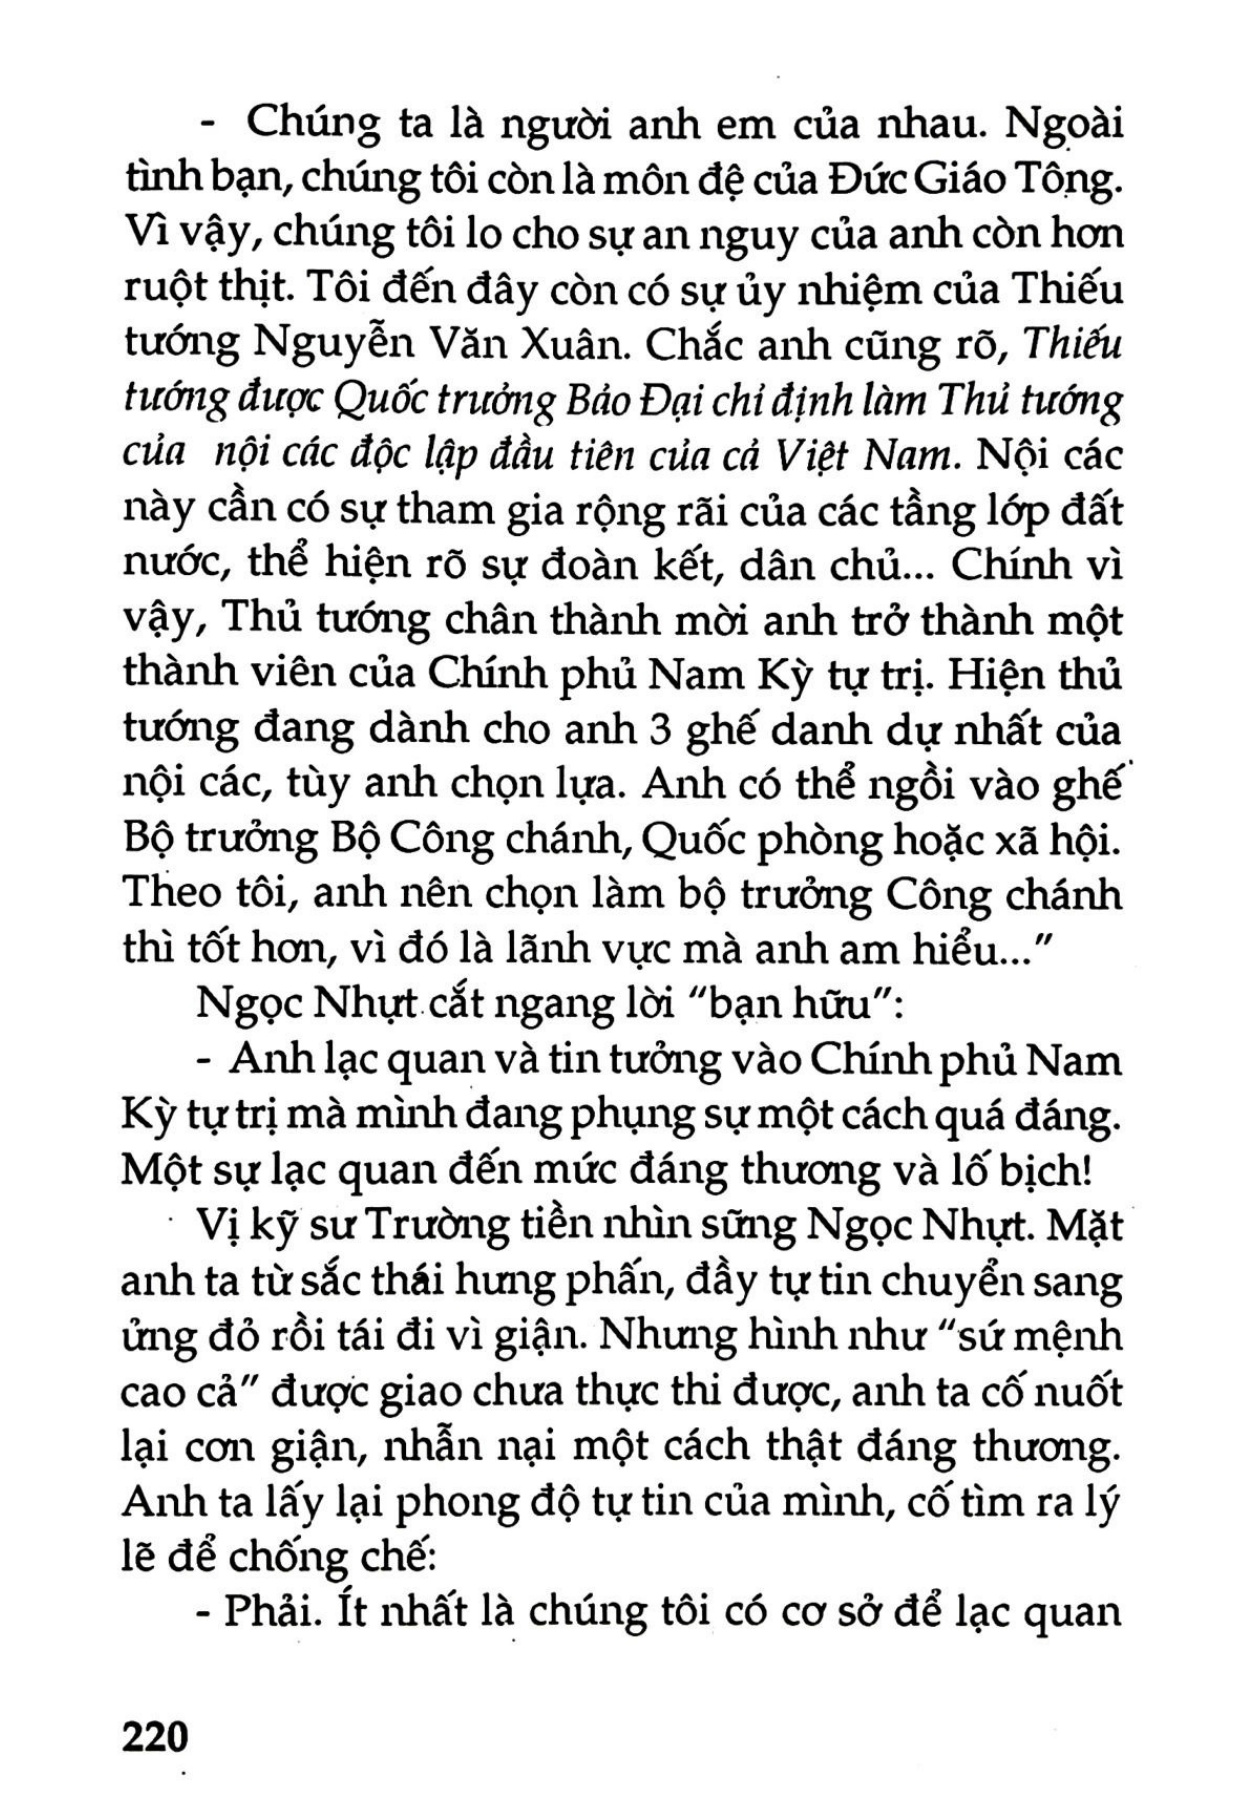 - Chúng ta là người anh em của nhau. Ngoài
tình bạn, chúng tôi còn là môn đệ của Đức Giáo Tông.
Vì vậy, chúng tôi lo cho sự an nguy của anh còn hơn
ruột thịt. Tôi đến đây còn có sự ủy nhiệm của Thiếu
tướng Nguyễn Văn Xuân. Chắc anh cũng rõ, Thiếu
tướng được Quốc trưởng Bảo Đại chỉ định làm Thủ tướng
của nội các độc lập đầu tiên của cả Việt Nam. Nội các
này cần có sự tham gia rộng rãi của các tầng lớp đất
nước, thể hiện rõ sự đoàn kết, dân chủ... Chính vì
vậy, Thủ tướng chân thành mời anh trở thành một
thành viên của Chính phủ Nam Kỳ tự trị. Hiện thủ
tướng đang dành cho anh 3 ghế danh dự nhất của
nội các, tùy anh chọn lựa. Anh có thể ngồi vào ghế
Bộ trưởng Bộ Công chánh, Quốc phòng hoặc xã hội.
Theo tôi, anh nên chọn làm bộ trưởng Công chánh
thì tốt hơn, vì đó là lãnh vực mà anh am hiểu..."
Ngọc Nhựt cắt ngang lời "bạn hữu":
- Anh lạc quan và tin tưởng vào Chính phủ Nam
Kỳ tự trị mà mình đang phụng sự một cách quá đáng.
Một sự lạc quan đến mức đáng thương và lố bịch!
Vị kỹ sư Trường tiền nhìn sững Ngọc Nhựt. Mặt
anh ta từ sắc thái hưng phấn, đầy tự tin chuyển sang
ửng đỏ rồi tái đi vì giận. Nhưng hình như "sứ mệnh
cao cả" được giao chưa thực thi được, anh ta cố nuốt
lại cơn giận, nhẫn nại một cách thật đáng thương.
Anh ta lấy lại phong độ tự tin của mình, cố tìm ra lý
lẽ để chống chế:
- Phải. Ít nhất là chúng tôi có cơ sở để lạc quan
220